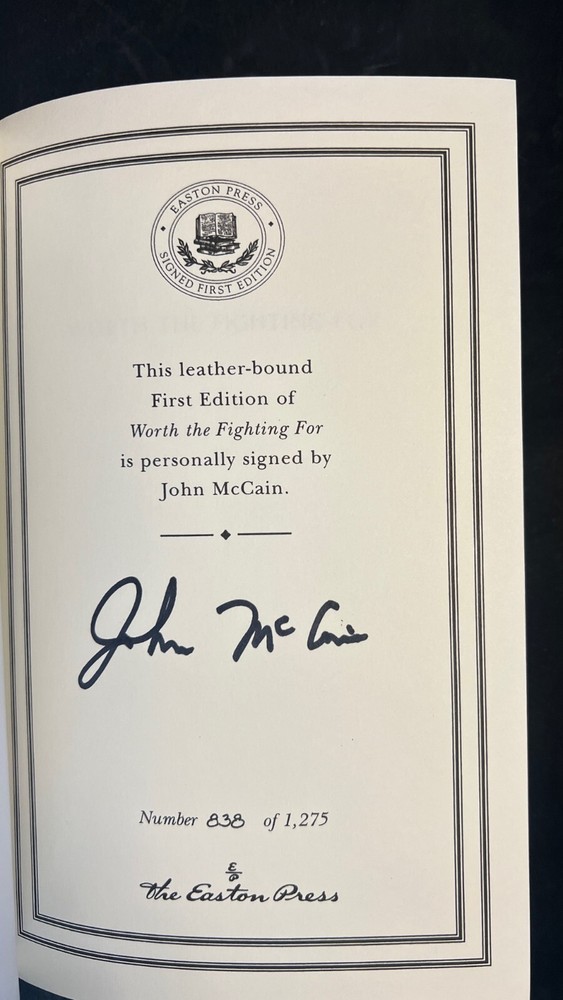 EASTON PRESS
SIGNED FIRST EDITION
This leather-bound
First Edition of
Worth the Fighting For
is personally signed by
John McCain.
John McCain
Number 838 of 1,275
E/P
The Easton Press